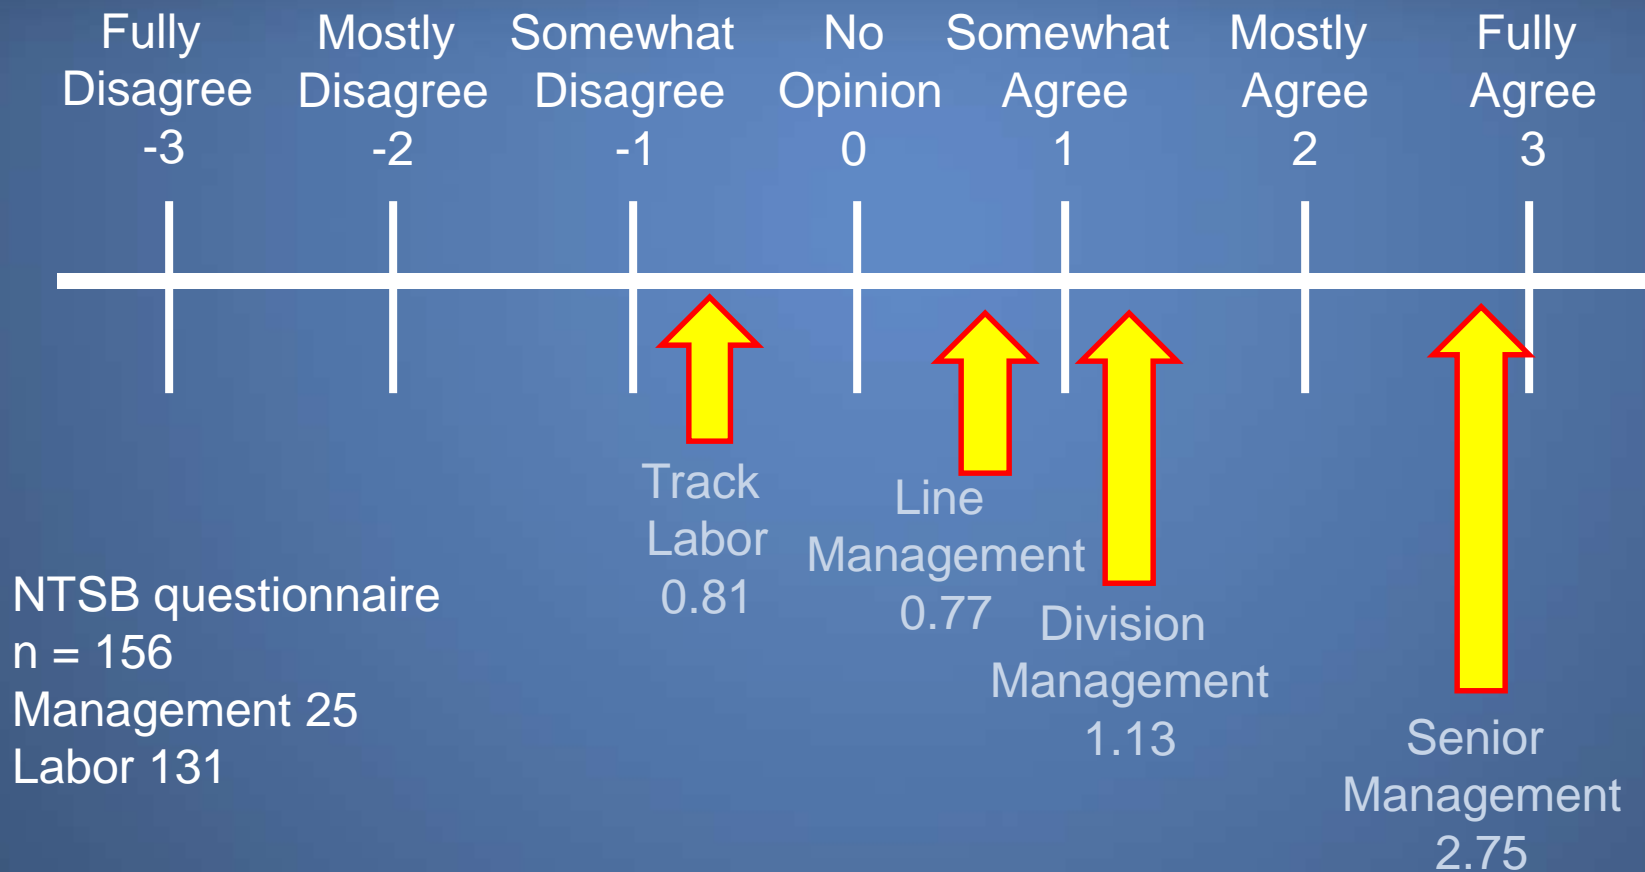 Fully
Disagree
-3
Mostly
Disagree
-2
Somewhat
Disagree
-1
No
Opinion
0
Somewhat
Agree
1
Mostly
Agree
2
Fully
Agree
3
Track
Labor
0.81
Line
Management
0.77
Division
Management
1.13
Senior
Management
2.75
NTSB questionnaire
n = 156
Management 25
Labor 131